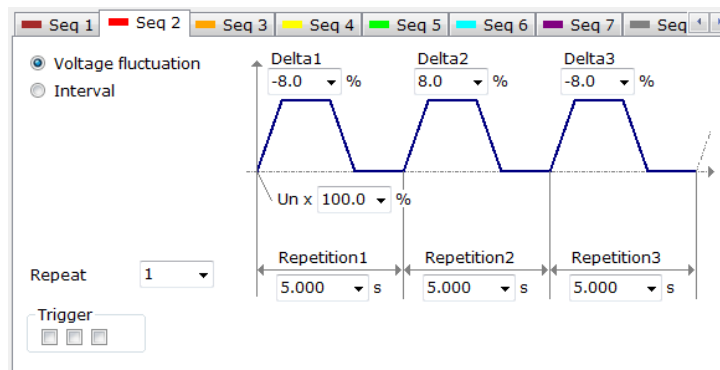 Seq 1 Seq 2 Seq 3 Seq 4 Seq 5 Seq 6 Seq 7 Seq
Voltage fluctuation
Interval
Delta1 Delta2 Delta3
-8.0 % 8.0 % -8.0 %
Un x 100.0 %
Repetition1 Repetition2 Repetition3
Repeat 1
5.000 s 5.000 s 5.000 s
Trigger